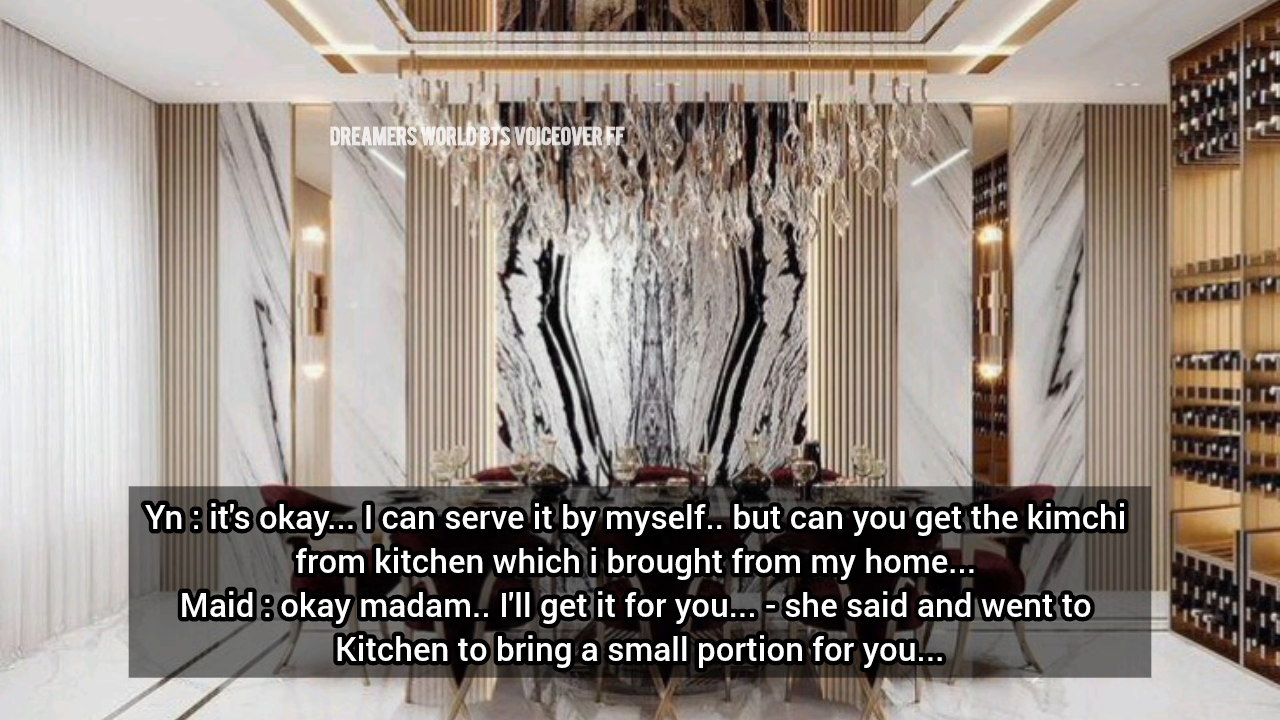 DREAMERS WORLD BTS VOICEOVER FF
Yn : it's okay... I can serve it by myself.. but can you get the kimchi
from kitchen which i brought from my home...
Maid : okay madam.. I'll get it for you... - she said and went to
Kitchen to bring a small portion for you...